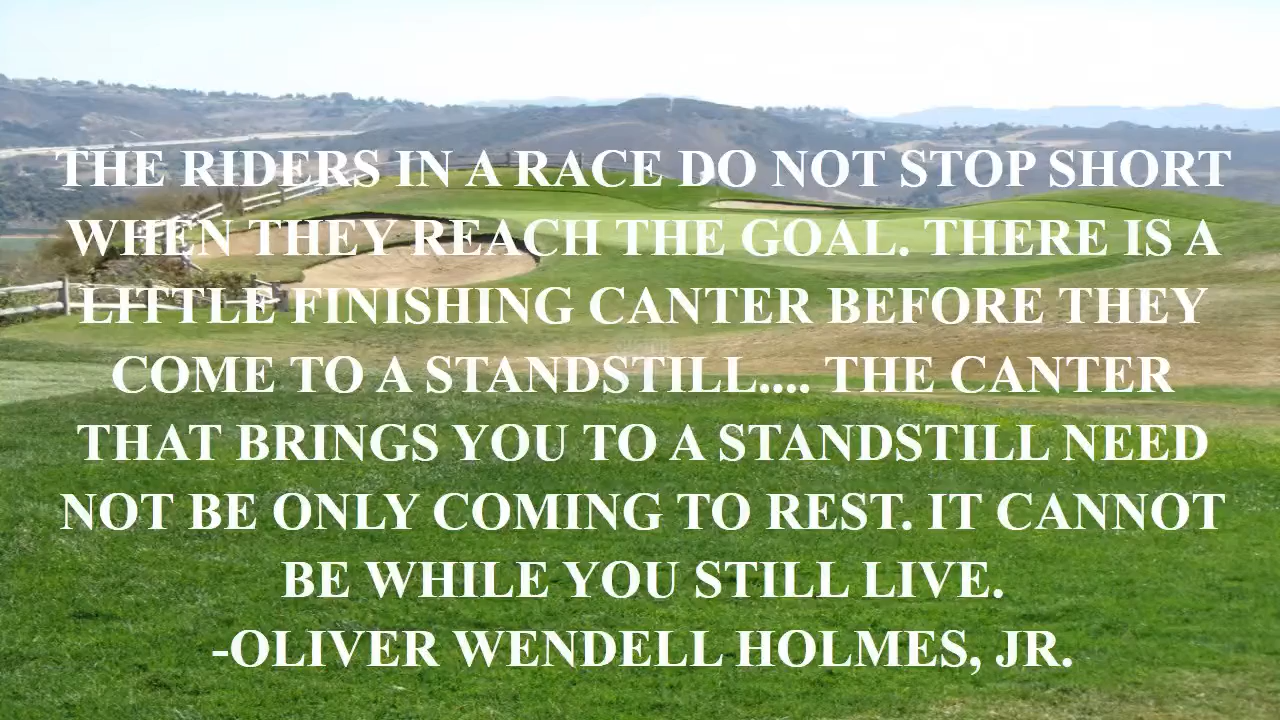 THE RIDERS IN A RACE DO NOT STOP SHORT
WHEN THEY REACH THE GOAL. THERE IS A
LITTLE FINISHING CANTER BEFORE THEY
COME TO A STANDSTILL.... THE CANTER
THAT BRINGS YOU TO A STANDSTILL NEED
NOT BE ONLY COMING TO REST. IT CANNOT
BE WHILE YOU STILL LIVE.
-OLIVER WENDELL HOLMES, JR.